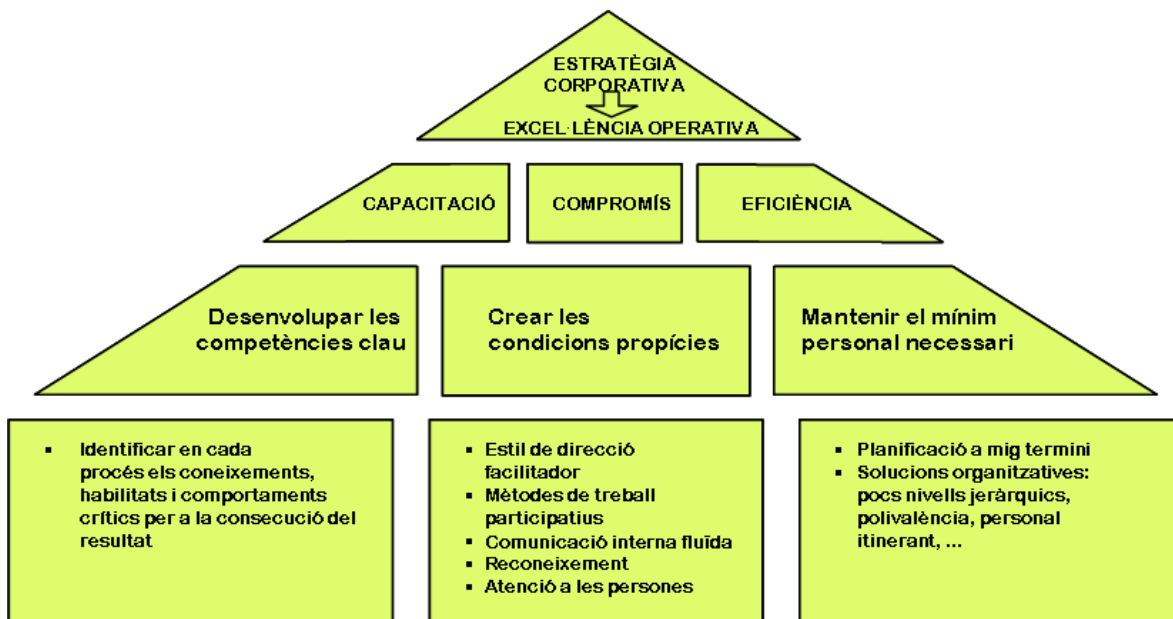 ESTRATÈGIA
CORPORATIVA
EXCEL·LÈNCIA OPERATIVA
CAPACITACIÓ
COMPROMÍS
EFICIÈNCIA
Desenvolupar les
competències clau
Crear les
condicions propícies
Mantenir el mínim
personal necessari
▪ Identificar en cada
procés els coneixements,
habilitats i comportaments
crítics per a la consecució del
resultat
▪ Estil de direcció
facilitador
▪ Mètodes de treball
participatius
▪ Comunicació interna fluïda
▪ Reconeixement
▪ Atenció a les persones
▪ Planificació a mig termini
▪ Solucions organitzatives:
pocs nivells jeràrquics,
polivalència, personal
itinerant, ...